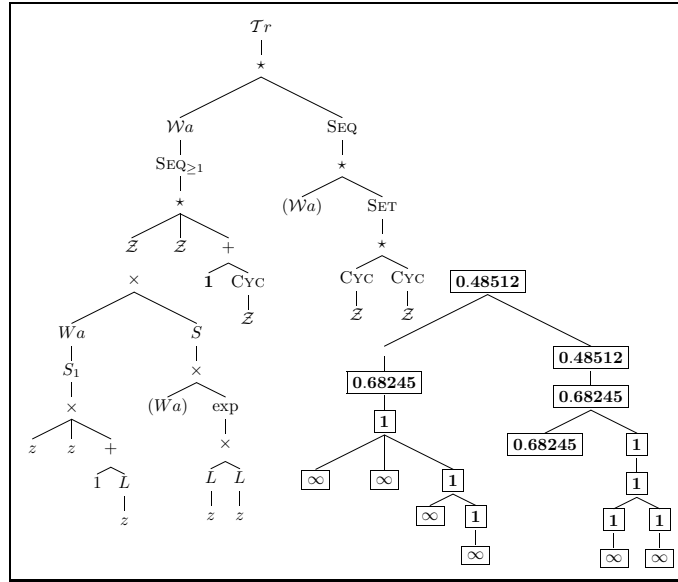 𝒯r
⋆
𝒲a SEQ
SEQ≥1 ⋆
⋆ (𝒲a) SET
𝒵 𝒵 + ⋆
1 CYC CYC CYC
𝒵 𝒵 𝒵
×
Wa S
S₁ ×
× (Wa) exp
z z + ×
1 L L L
z z z
0.48512
0.48512
0.68245 0.68245
1 0.68245 1
∞ ∞ 1 1
∞ 1 1 1
∞ ∞ ∞